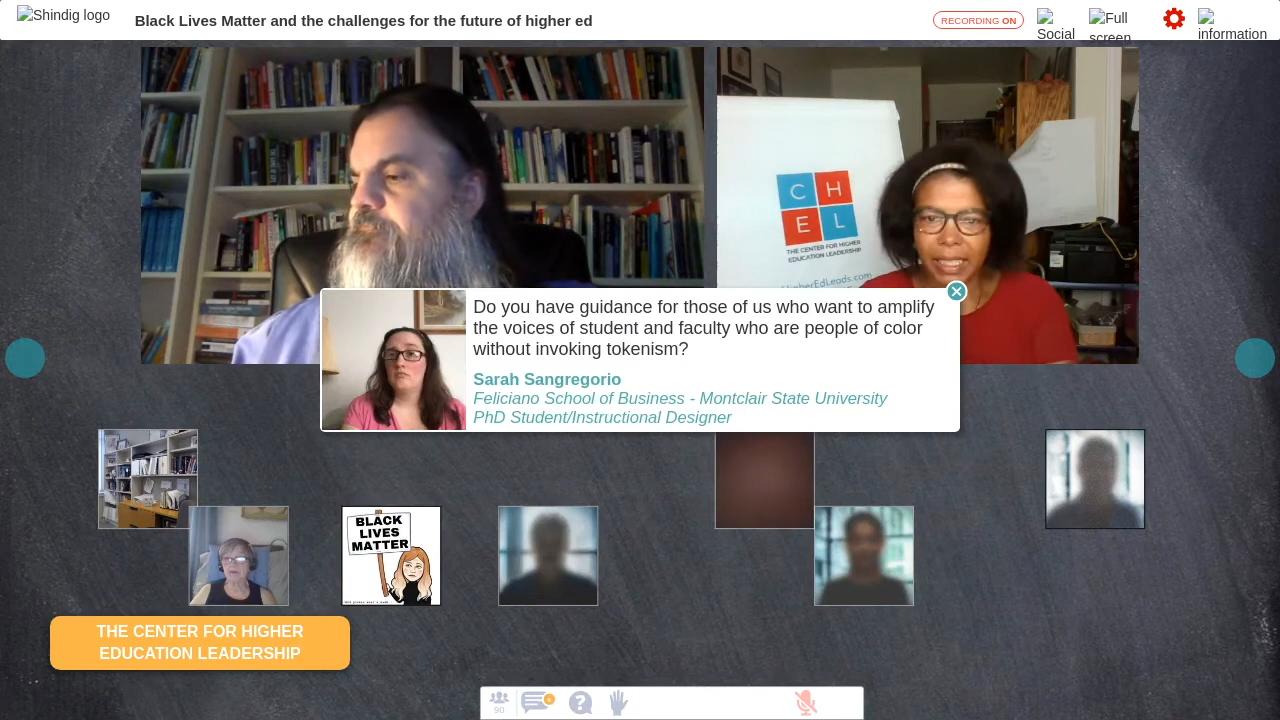 Shindig logo
Black Lives Matter and the challenges for the future of higher ed
RECORDING ON
Social
Full
screen
information
C H
E L
THE CENTER FOR HIGHER
EDUCATION LEADERSHIP
HigherEdLeads.com
Do you have guidance for those of us who want to amplify
the voices of student and faculty who are people of color
without invoking tokenism?
Sarah Sangregorio
Feliciano School of Business - Montclair State University
PhD Student/Instructional Designer
BLACK
LIVES
MATTER
THE CENTER FOR HIGHER
EDUCATION LEADERSHIP
90